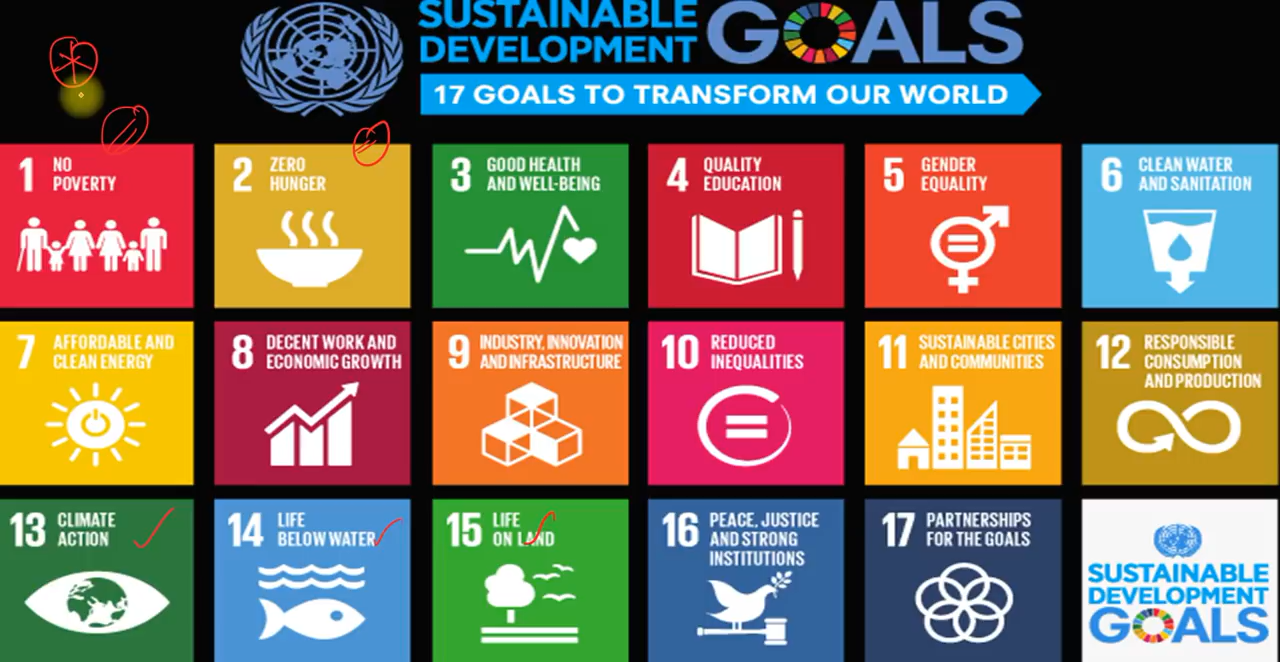 SUSTAINABLE
DEVELOPMENT GOALS
17 GOALS TO TRANSFORM OUR WORLD
1 NO
POVERTY
2 ZERO
HUNGER
3 GOOD HEALTH
AND WELL-BEING
4 QUALITY
EDUCATION
5 GENDER
EQUALITY
6 CLEAN WATER
AND SANITATION
7 AFFORDABLE AND
CLEAN ENERGY
8 DECENT WORK AND
ECONOMIC GROWTH
9 INDUSTRY, INNOVATION
AND INFRASTRUCTURE
10 REDUCED
INEQUALITIES
11 SUSTAINABLE CITIES
AND COMMUNITIES
12 RESPONSIBLE
CONSUMPTION
AND PRODUCTION
13 CLIMATE
ACTION
14 LIFE
BELOW WATER
15 LIFE
ON LAND
16 PEACE, JUSTICE
AND STRONG
INSTITUTIONS
17 PARTNERSHIPS
FOR THE GOALS
SUSTAINABLE
DEVELOPMENT
GOALS